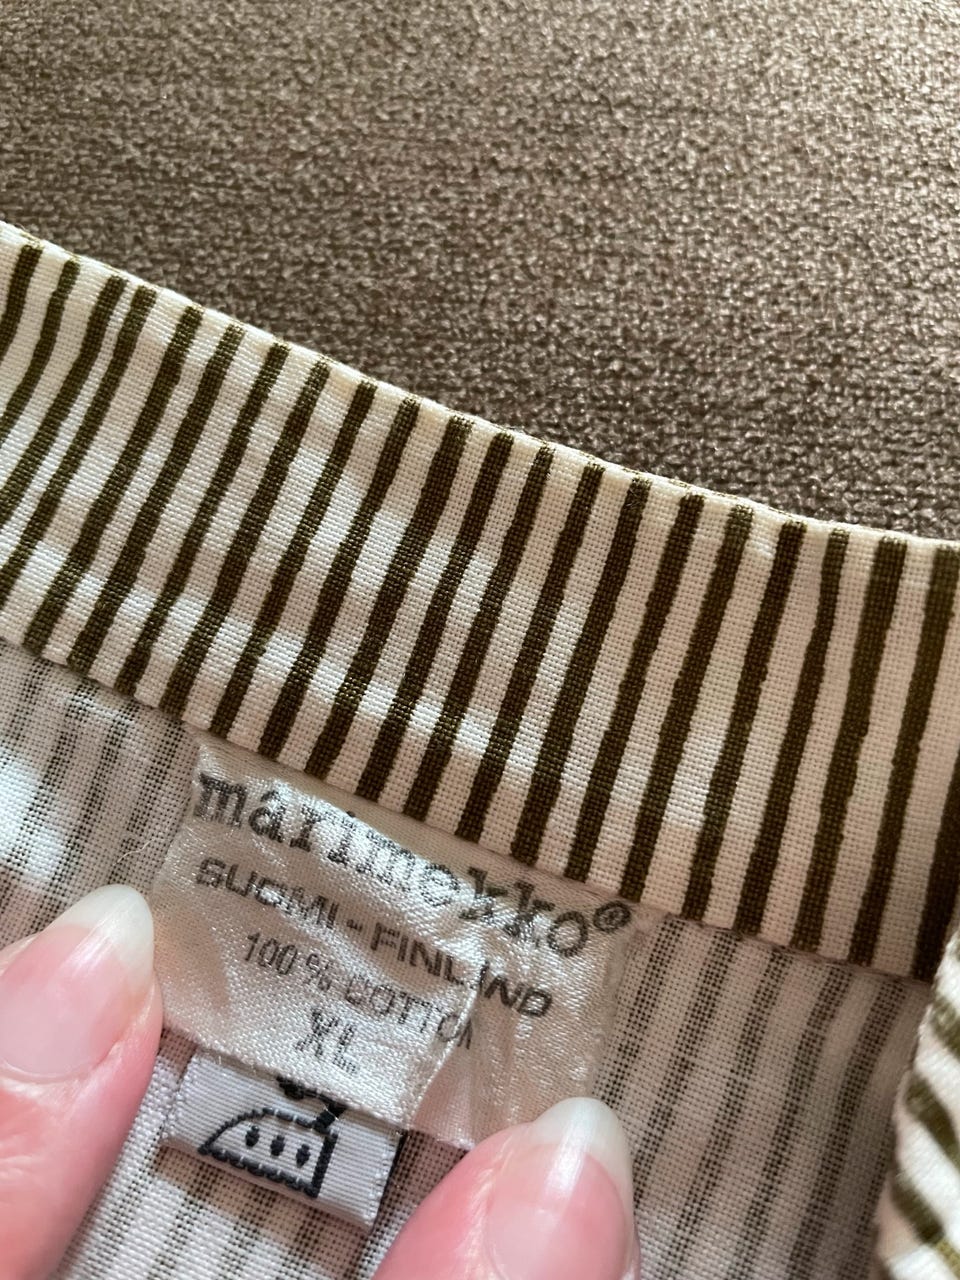 marimekko®
SUOMI-FINLAND
100% COTTON
XL